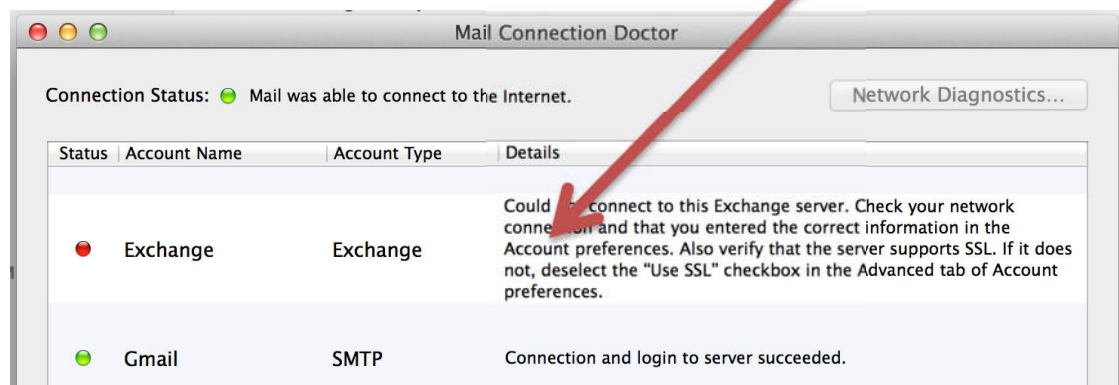 Mail Connection Doctor
Connection Status: Mail was able to connect to the Internet.
Network Diagnostics...
Status Account Name Account Type Details
Could connect to this Exchange server. Check your network
and that you entered the correct information in the
Exchange Exchange Account preferences. Also verify that the server supports SSL. If it does
not, deselect the “Use SSL” checkbox in the Advanced tab of Account
preferences.
Gmail SMTP Connection and login to server succeeded.